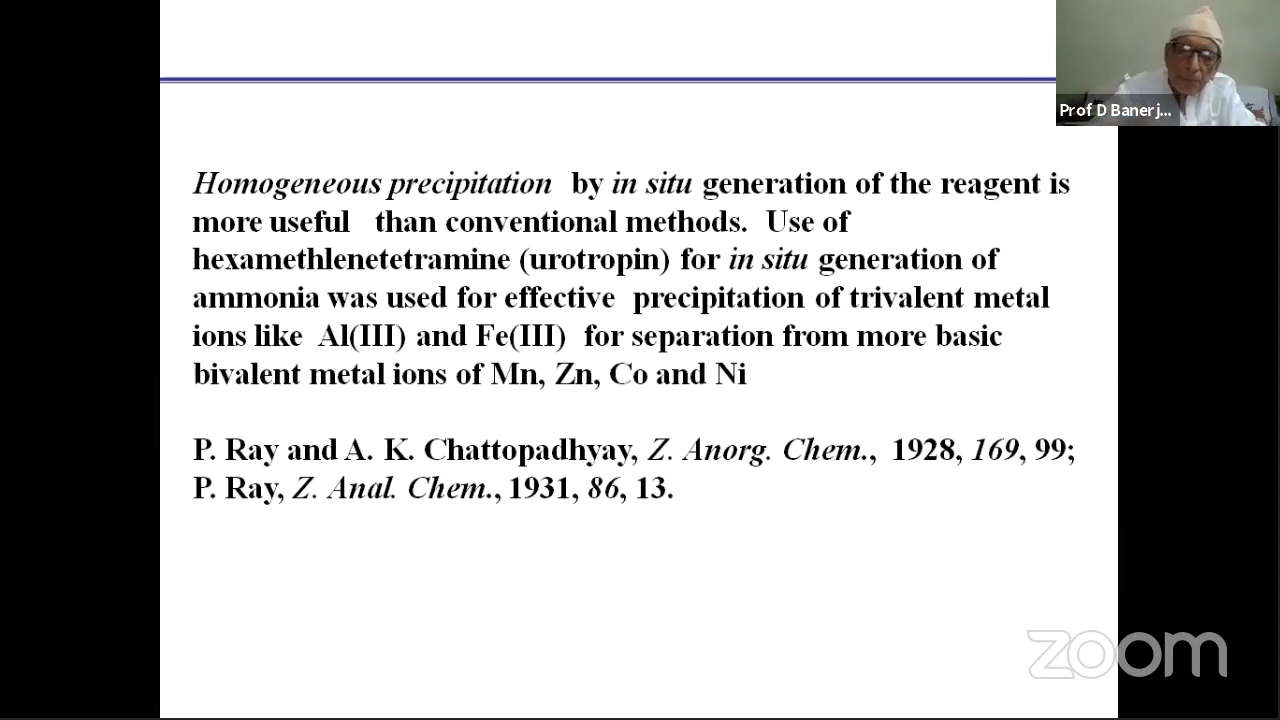 Prof D Banerj...
Homogeneous precipitation by in situ generation of the reagent is
more useful than conventional methods. Use of
hexamethlenetetramine (urotropin) for in situ generation of
ammonia was used for effective precipitation of trivalent metal
ions like Al(III) and Fe(III) for separation from more basic
bivalent metal ions of Mn, Zn, Co and Ni
P. Ray and A. K. Chattopadhyay, Z. Anorg. Chem., 1928, 169, 99;
P. Ray, Z. Anal. Chem., 1931, 86, 13.
zoom